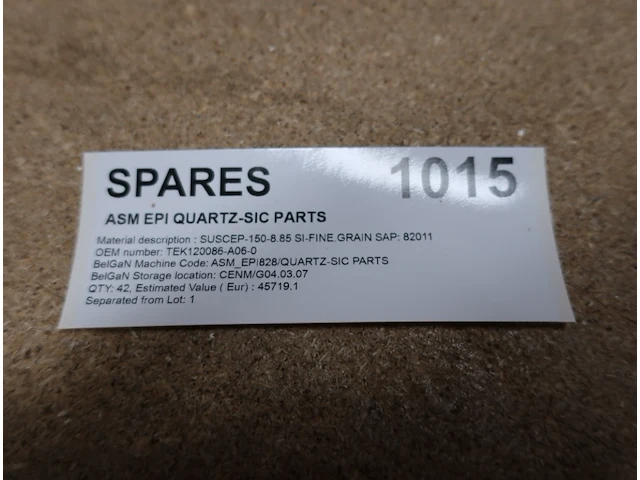 SPARES 1015
ASM EPI QUARTZ-SIC PARTS
Material description : SUSCEP-150-8.85 SI-FINE.GRAIN SAP: 82011
OEM number: TEK120086-A06-0
BelGaN Machine Code: ASM_EPI828/QUARTZ-SIC PARTS
BelGaN Storage location: CENM/G04.03.07
QTY: 42, Estimated Value ( Eur) : 45719.1
Separated from Lot: 1